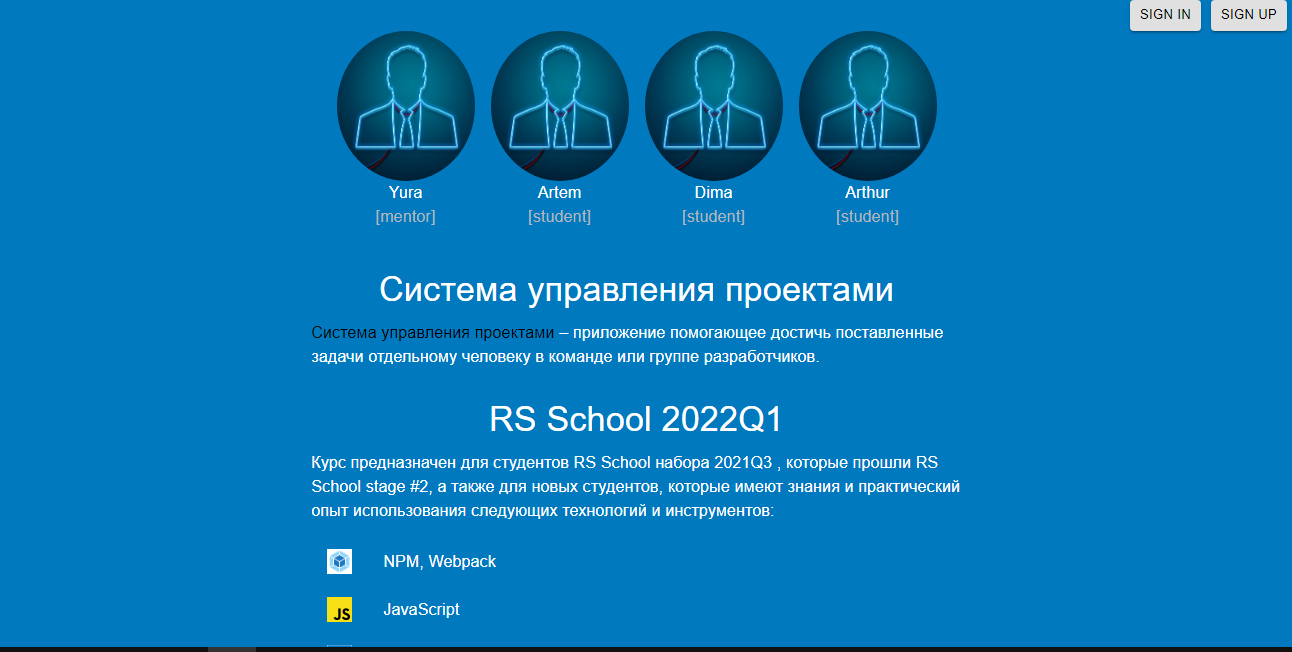 SIGN IN SIGN UP
Yura Artem Dima Arthur
[mentor] [student] [student] [student]
Система управления проектами
Система управления проектами – приложение помогающее достичь поставленные
задачи отдельному человеку в команде или группе разработчиков.
RS School 2022Q1
Курс предназначен для студентов RS School набора 2021Q3 , которые прошли RS
School stage #2, а также для новых студентов, которые имеют знания и практический
опыт использования следующих технологий и инструментов:
NPM, Webpack
JS JavaScript